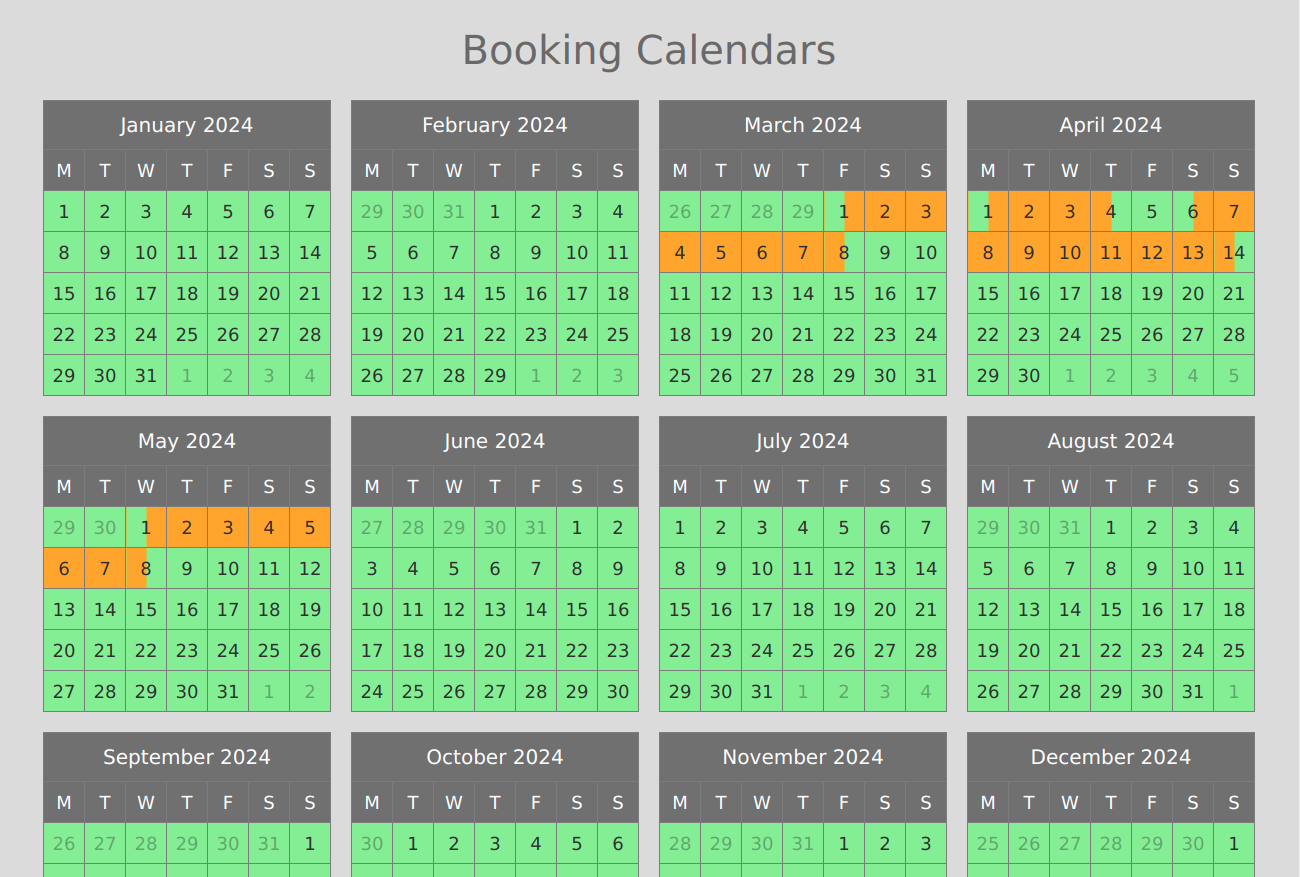 Booking Calendars
January 2024 February 2024 March 2024 April 2024
M T W T F S S M T W T F S S M T W T F S S M T W T F S S
1 2 3 4 5 6 7 29 30 31 1 2 3 4 26 27 28 29 1 2 3 1 2 3 4 5 6 7
8 9 10 11 12 13 14 5 6 7 8 9 10 11 4 5 6 7 8 9 10 8 9 10 11 12 13 14
15 16 17 18 19 20 21 12 13 14 15 16 17 18 11 12 13 14 15 16 17 15 16 17 18 19 20 21
22 23 24 25 26 27 28 19 20 21 22 23 24 25 18 19 20 21 22 23 24 22 23 24 25 26 27 28
29 30 31 1 2 3 4 26 27 28 29 1 2 3 25 26 27 28 29 30 31 29 30 1 2 3 4 5
May 2024 June 2024 July 2024 August 2024
M T W T F S S M T W T F S S M T W T F S S M T W T F S S
29 30 1 2 3 4 5 27 28 29 30 31 1 2 1 2 3 4 5 6 7 29 30 31 1 2 3 4
6 7 8 9 10 11 12 3 4 5 6 7 8 9 8 9 10 11 12 13 14 5 6 7 8 9 10 11
13 14 15 16 17 18 19 10 11 12 13 14 15 16 15 16 17 18 19 20 21 12 13 14 15 16 17 18
20 21 22 23 24 25 26 17 18 19 20 21 22 23 22 23 24 25 26 27 28 19 20 21 22 23 24 25
27 28 29 30 31 1 2 24 25 26 27 28 29 30 29 30 31 1 2 3 4 26 27 28 29 30 31 1
September 2024 October 2024 November 2024 December 2024
M T W T F S S M T W T F S S M T W T F S S M T W T F S S
26 27 28 29 30 31 1 30 1 2 3 4 5 6 28 29 30 31 1 2 3 25 26 27 28 29 30 1